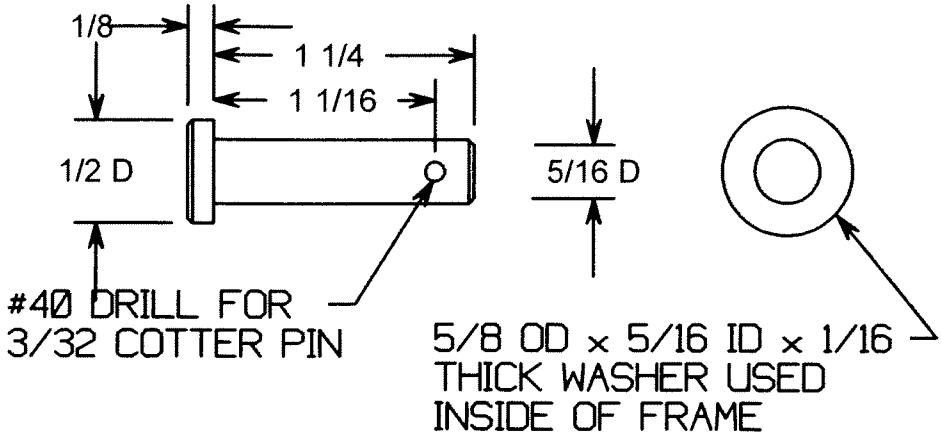 1/8
1 1/4
1 1/16
1/2 D
5/16 D
#40 DRILL FOR
3/32 COTTER PIN
5/8 OD x 5/16 ID x 1/16
THICK WASHER USED
INSIDE OF FRAME